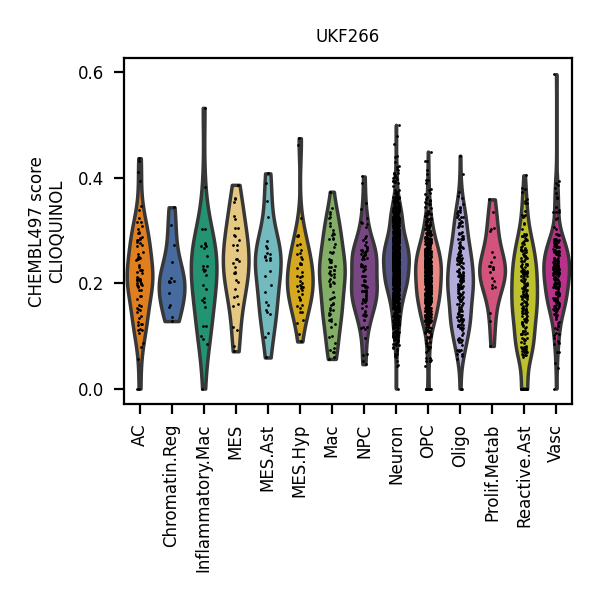 UKF266
CHEMBL497 score
CLIOQUINOL
0.6
0.4
0.2
0.0
AC
Chromatin.Reg
Inflammatory.Mac
MES
MES.Ast
MES.Hyp
Mac
NPC
Neuron
OPC
Oligo
Prolif.Metab
Reactive.Ast
Vasc